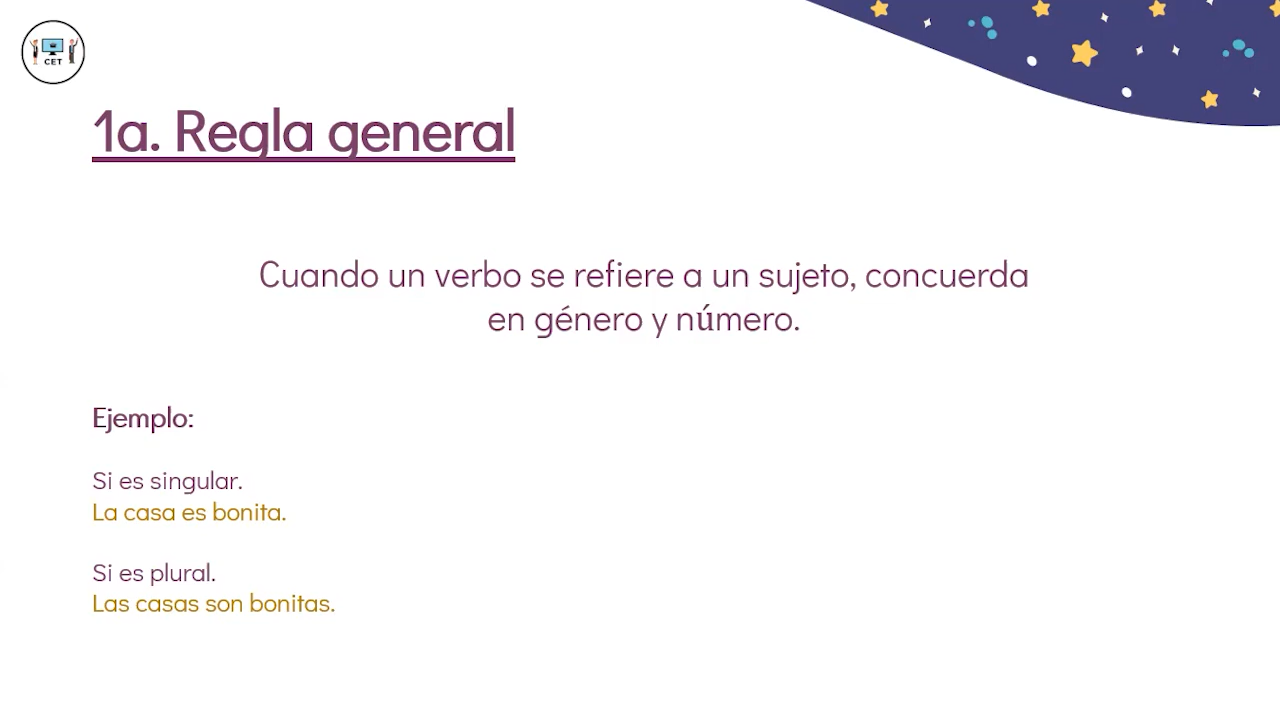 CET
1a. Regla general
Cuando un verbo se refiere a un sujeto, concuerda
en género y número.
Ejemplo:
Si es singular.
La casa es bonita.
Si es plural.
Las casas son bonitas.